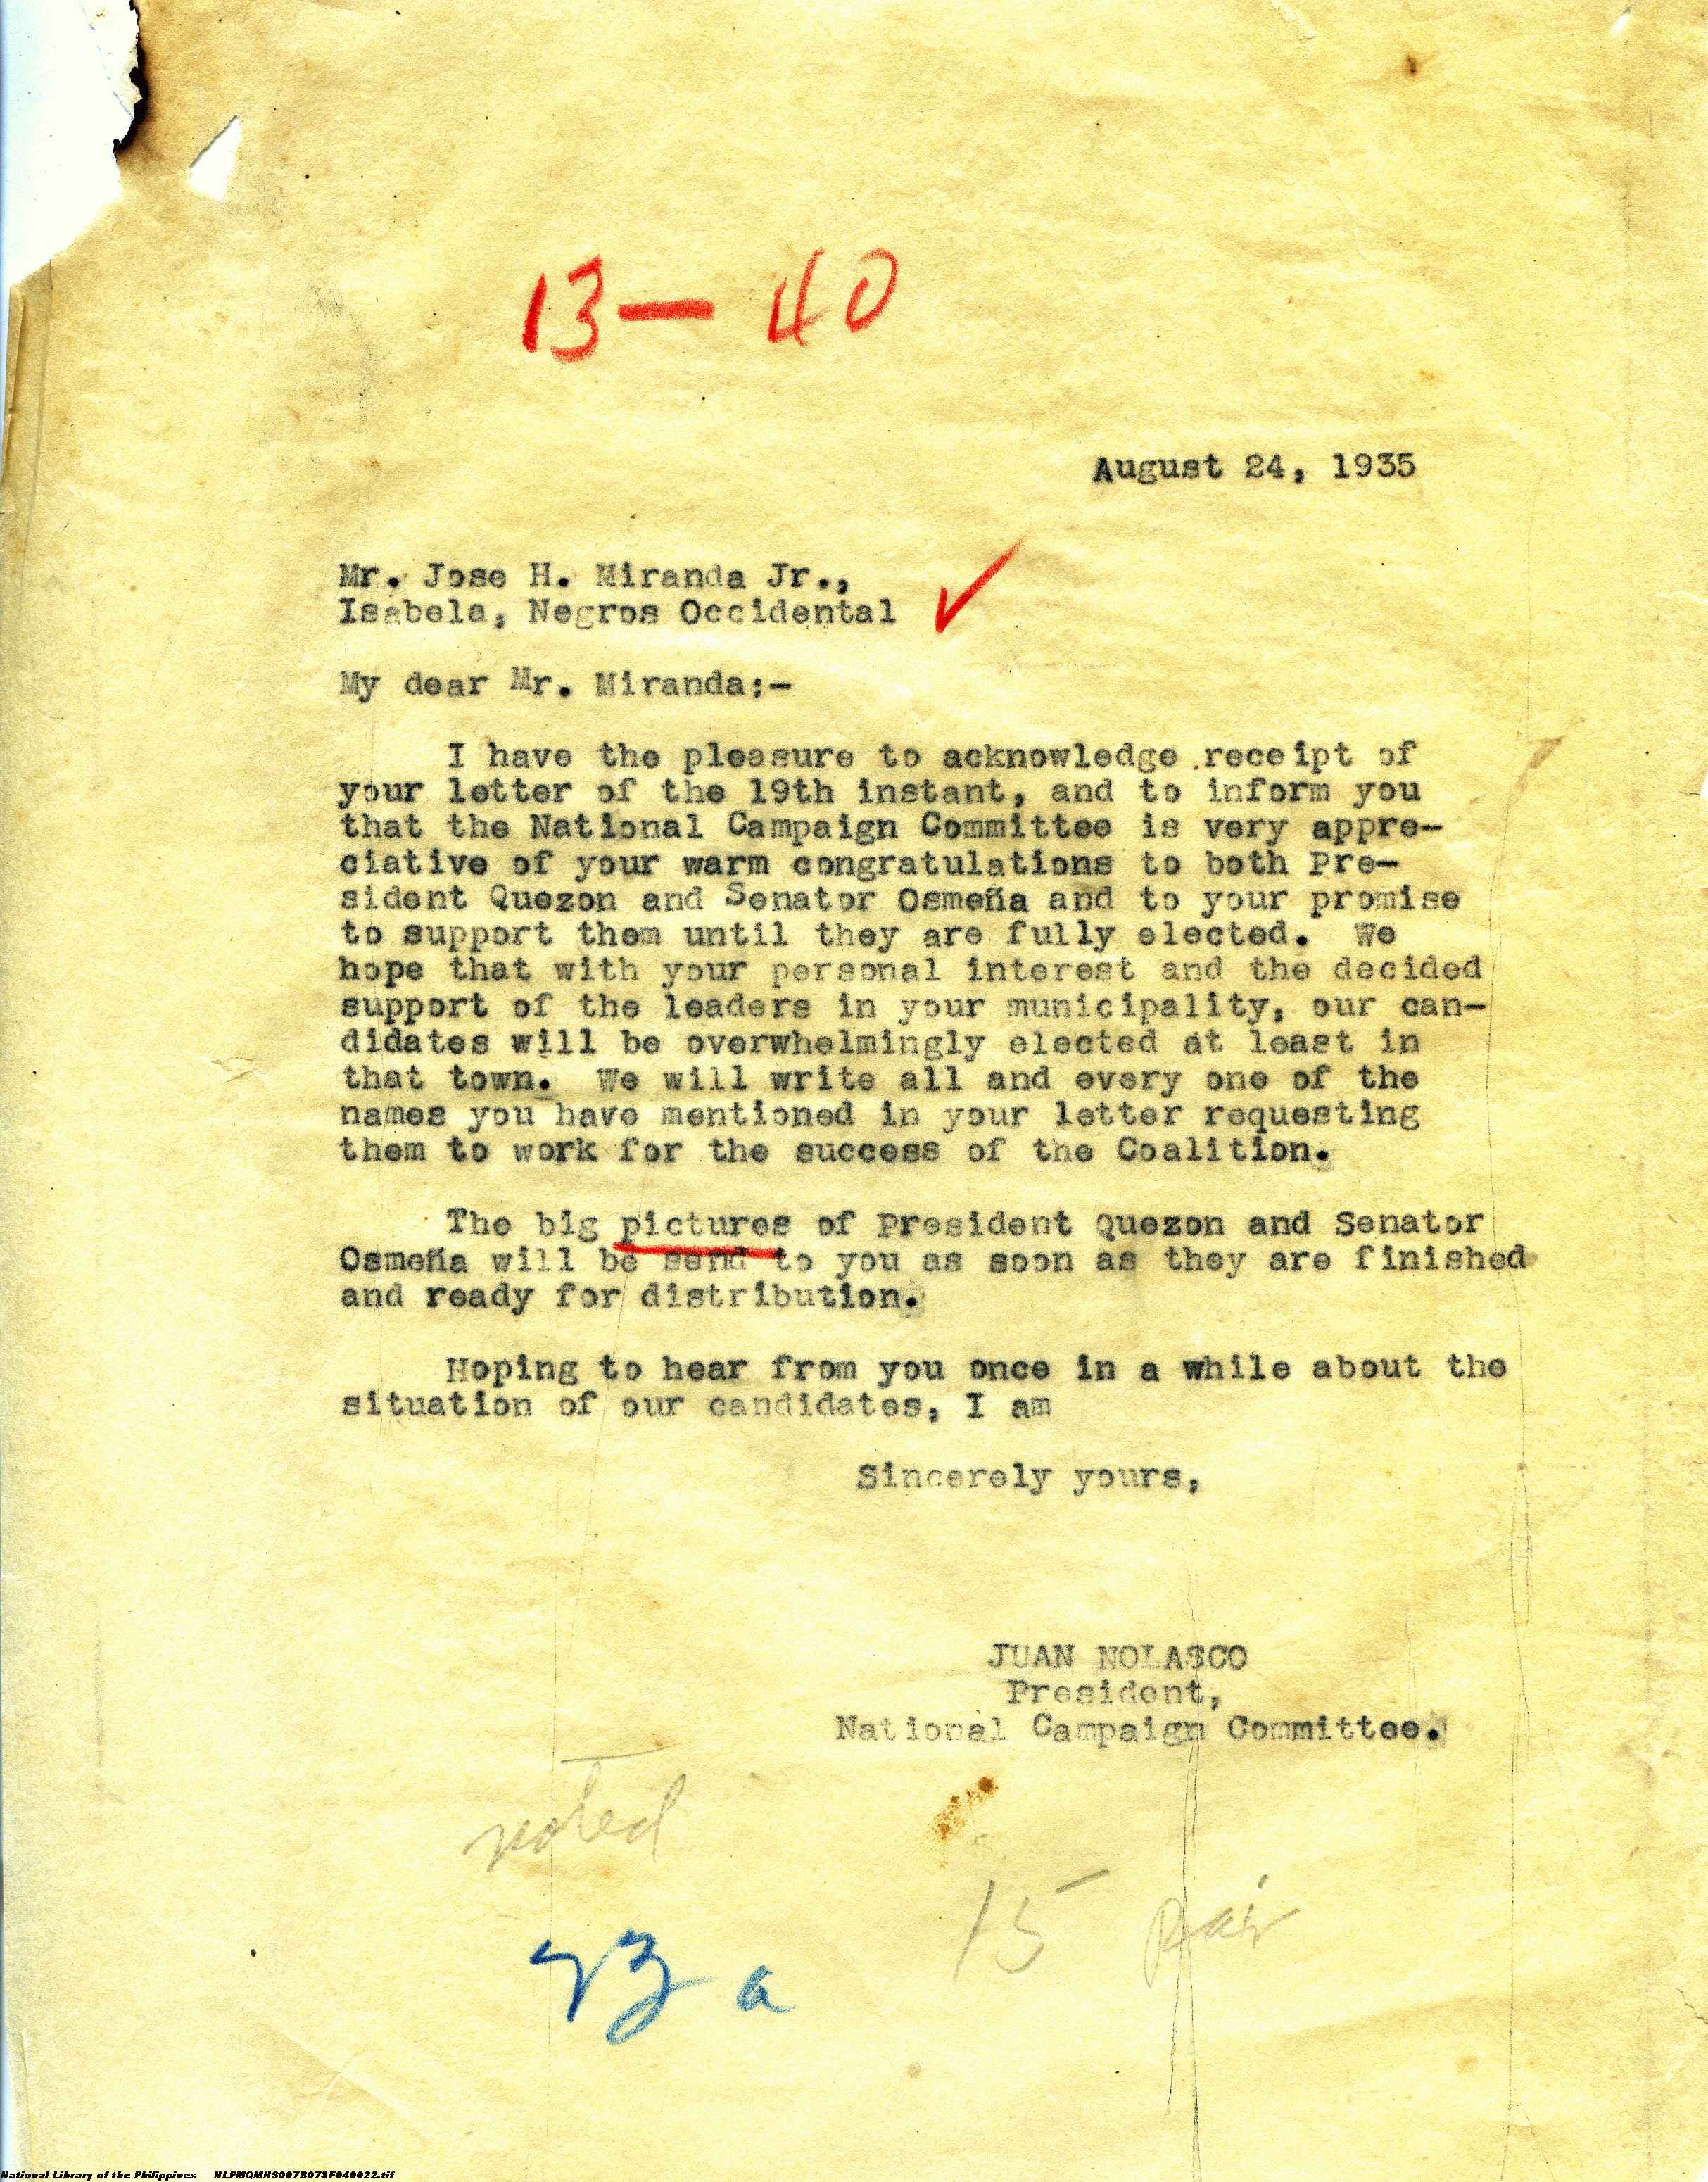 13— 40
August 24, 1935
Mr. Jose H. Miranda Jr.,
Isabela, Negros Occidental
My dear Mr. Miranda:-
I have the pleasure to acknowledge receipt of
your letter of the 19th instant, and to inform you
that the National Campaign Committee is very appre-
ciative of your warm congratulations to both Pre-
sident Quezon and Senator Osmeña and to your promise
to support them until they are fully elected. We
hope that with your personal interest and the decided
support of the leaders in your municipality, our can-
didates will be overwhelmingly elected at least in
that town. We will write all and every one of the
names you have mentioned in your letter requesting
them to work for the success of the Coalition.
The big pictures of President Quezon and Senator
Osmeña will be send to you as soon as they are finished
and ready for distribution.
Hoping to hear from you once in a while about the
situation of our candidates, I am
Sincerely yours,
JUAN NOLASCO
President,
National Campaign Committee.
noted
15 pair
73 a
National Library of the Philippines NLPMQMNS007B073F040022.tif